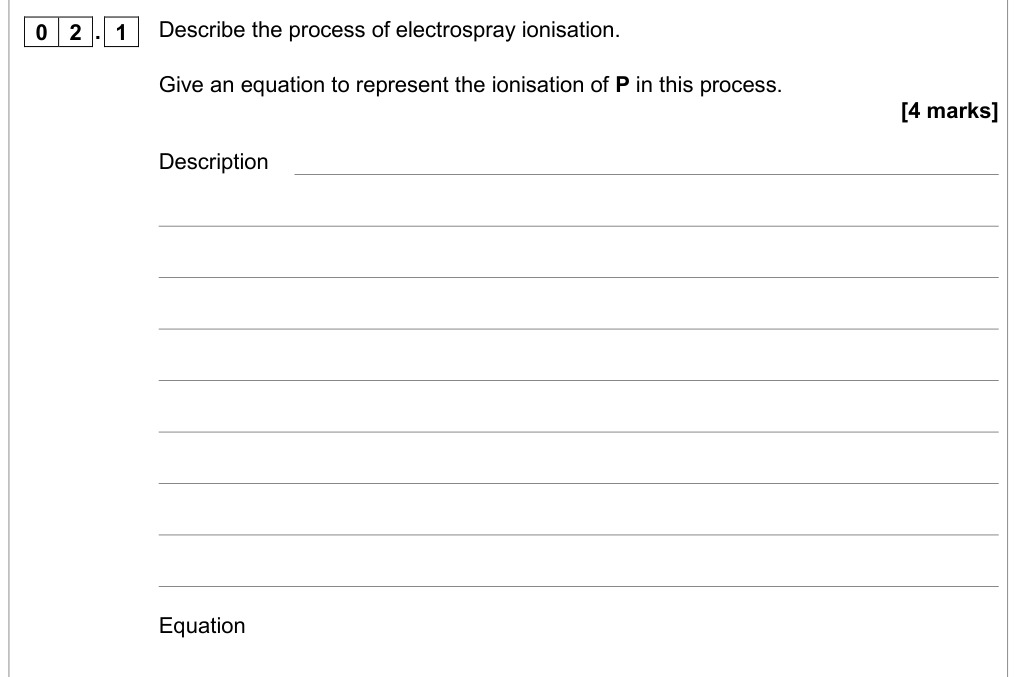 0 2 . 1 Describe the process of electrospray ionisation.
Give an equation to represent the ionisation of P in this process.
[4 marks]
Description
Equation